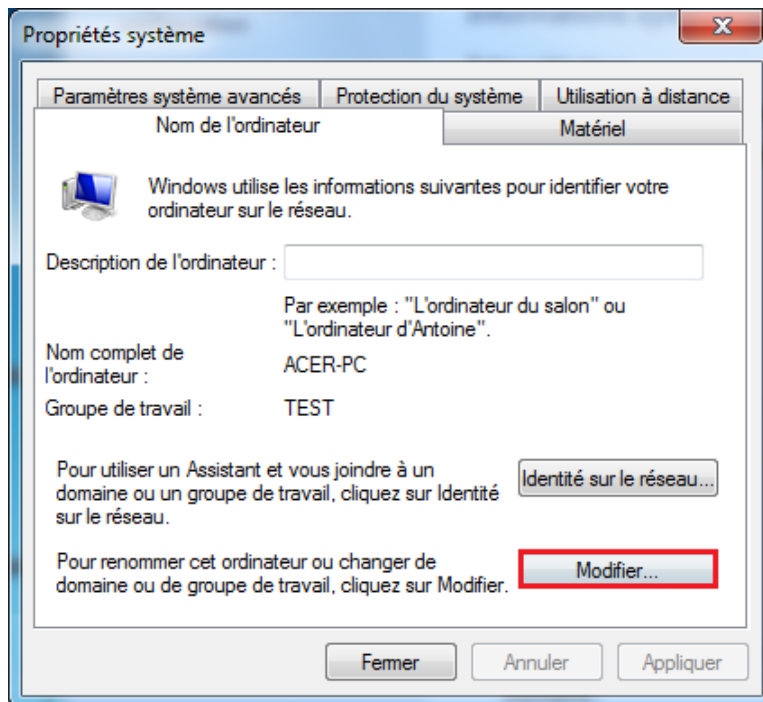 Propriétés système
Paramètres système avancés
Protection du système
Utilisation à distance
Nom de l'ordinateur
Matériel
Windows utilise les informations suivantes pour identifier votre
ordinateur sur le réseau.
Description de l'ordinateur :
Par exemple : "L'ordinateur du salon" ou
"L'ordinateur d'Antoine".
Nom complet de
l'ordinateur :
ACER-PC
Groupe de travail :
TEST
Pour utiliser un Assistant et vous joindre à un
domaine ou un groupe de travail, cliquez sur Identité
sur le réseau.
Identité sur le réseau...
Pour renommer cet ordinateur ou changer de
domaine ou de groupe de travail, cliquez sur Modifier.
Modifier...
Fermer
Annuler
Appliquer